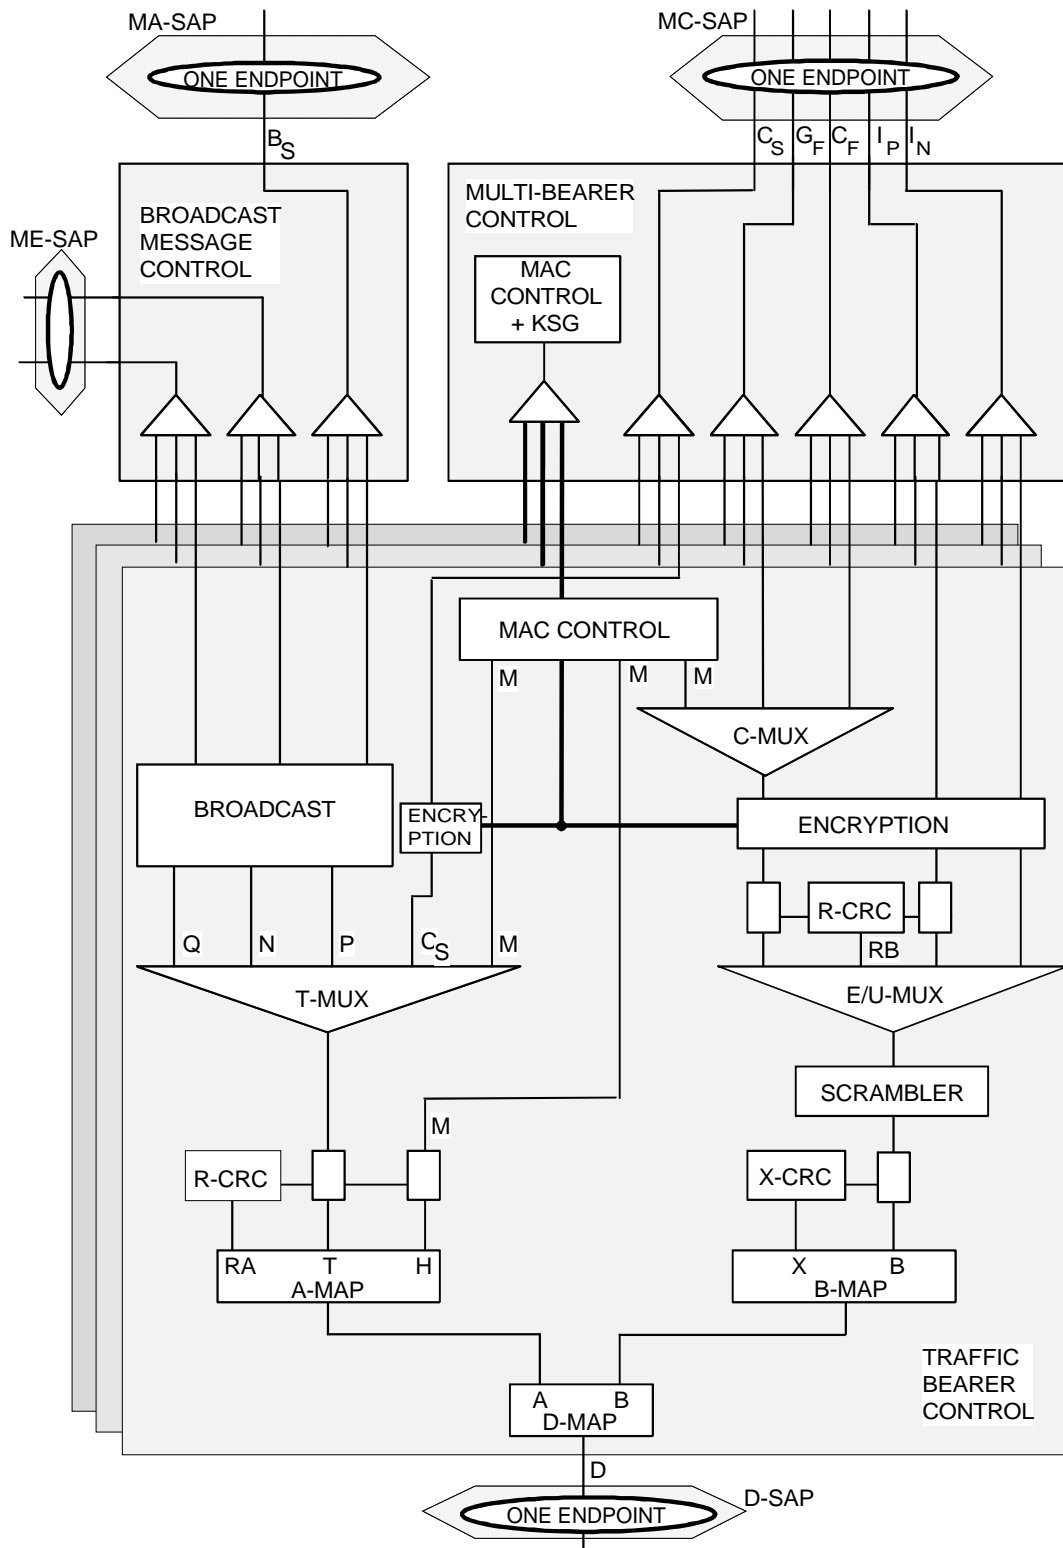 MA-SAP
MC-SAP
ONE ENDPOINT
ONE ENDPOINT
BS
CS
GF
CF
IP
IN
ME-SAP
BROADCAST
MESSAGE
CONTROL
MULTI-BEARER
CONTROL
MAC
CONTROL
+ KSG
MAC CONTROL
M
M
M
C-MUX
BROADCAST
ENCRY-
PTION
ENCRYPTION
R-CRC
Q
N
P
CS
M
RB
T-MUX
E/U-MUX
SCRAMBLER
M
R-CRC
X-CRC
RA
T
H
A-MAP
X
B
B-MAP
TRAFFIC
BEARER
CONTROL
A
B
D-MAP
D
D-SAP
ONE ENDPOINT